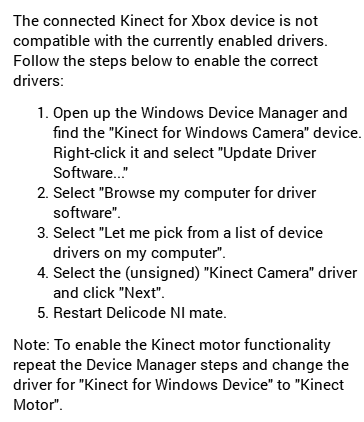 The connected Kinect for Xbox device is not
compatible with the currently enabled drivers.
Follow the steps below to enable the correct
drivers:
1. Open up the Windows Device Manager and
find the "Kinect for Windows Camera" device.
Right-click it and select "Update Driver
Software..."
2. Select "Browse my computer for driver
software".
3. Select "Let me pick from a list of device
drivers on my computer".
4. Select the (unsigned) "Kinect Camera" driver
and click "Next".
5. Restart Delicode NI mate.
Note: To enable the Kinect motor functionality
repeat the Device Manager steps and change the
driver for "Kinect for Windows Device" to "Kinect
Motor".